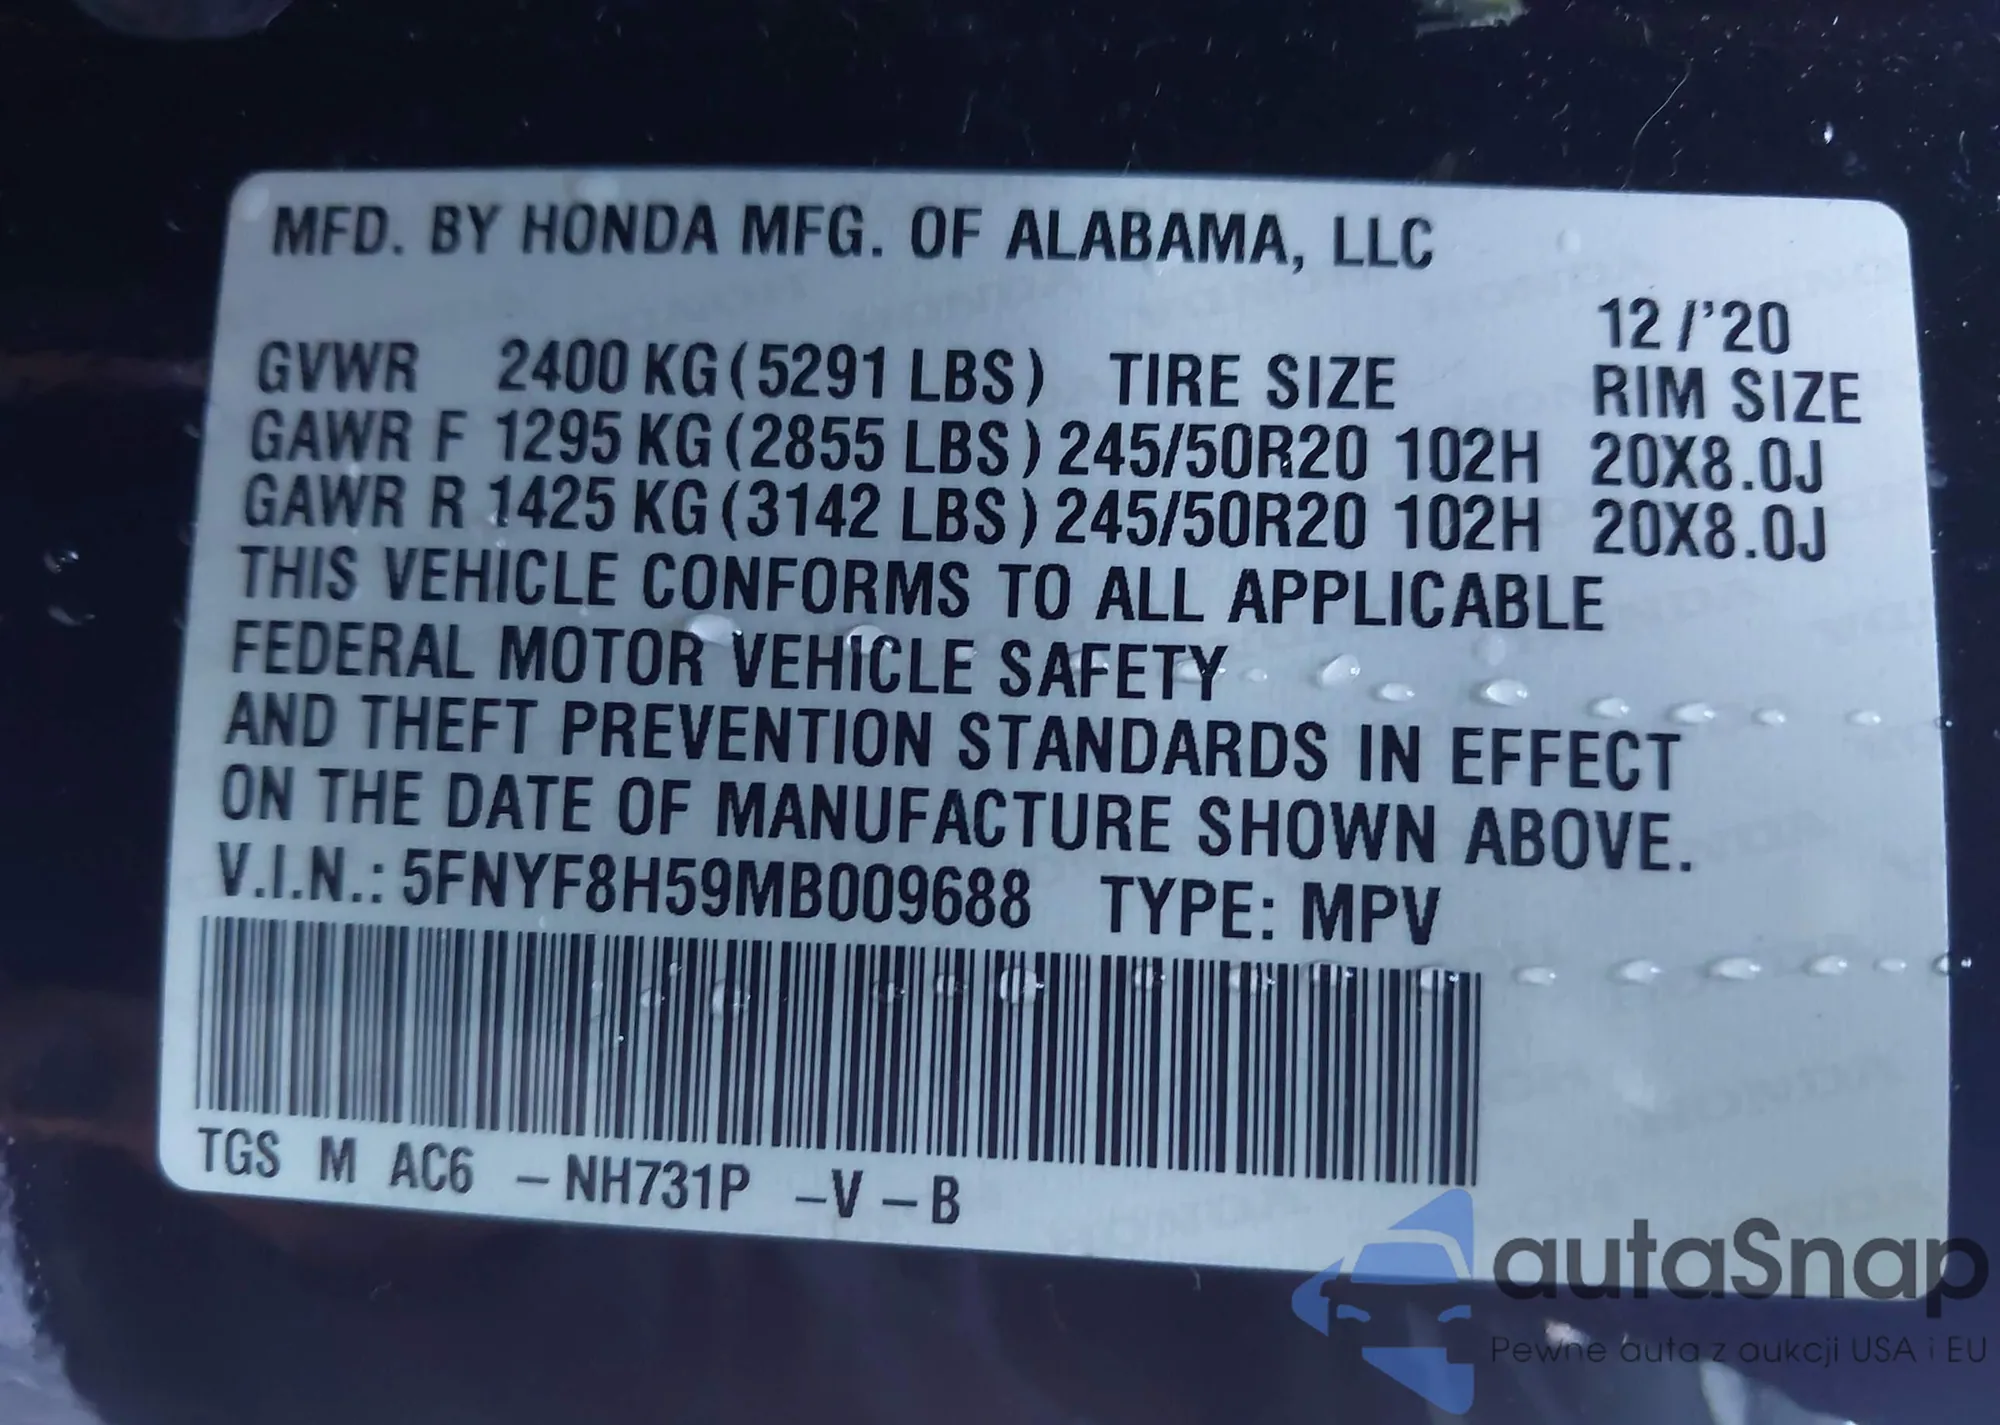 MFD. BY HONDA MFG. OF ALABAMA, LLC
12/'20
GVWR 2400 KG (5291 LBS) TIRE SIZE RIM SIZE
GAWR F 1295 KG (2855 LBS) 245/50R20 102H 20X8.0J
GAWR R 1425 KG (3142 LBS) 245/50R20 102H 20X8.0J
THIS VEHICLE CONFORMS TO ALL APPLICABLE
FEDERAL MOTOR VEHICLE SAFETY
AND THEFT PREVENTION STANDARDS IN EFFECT
ON THE DATE OF MANUFACTURE SHOWN ABOVE.
V.I.N.: 5FNYF8H59MB009688 TYPE: MPV
TGS M AC6 – NH731P – V – B
autaSnap
Pewne auta z aukcji USA i EU